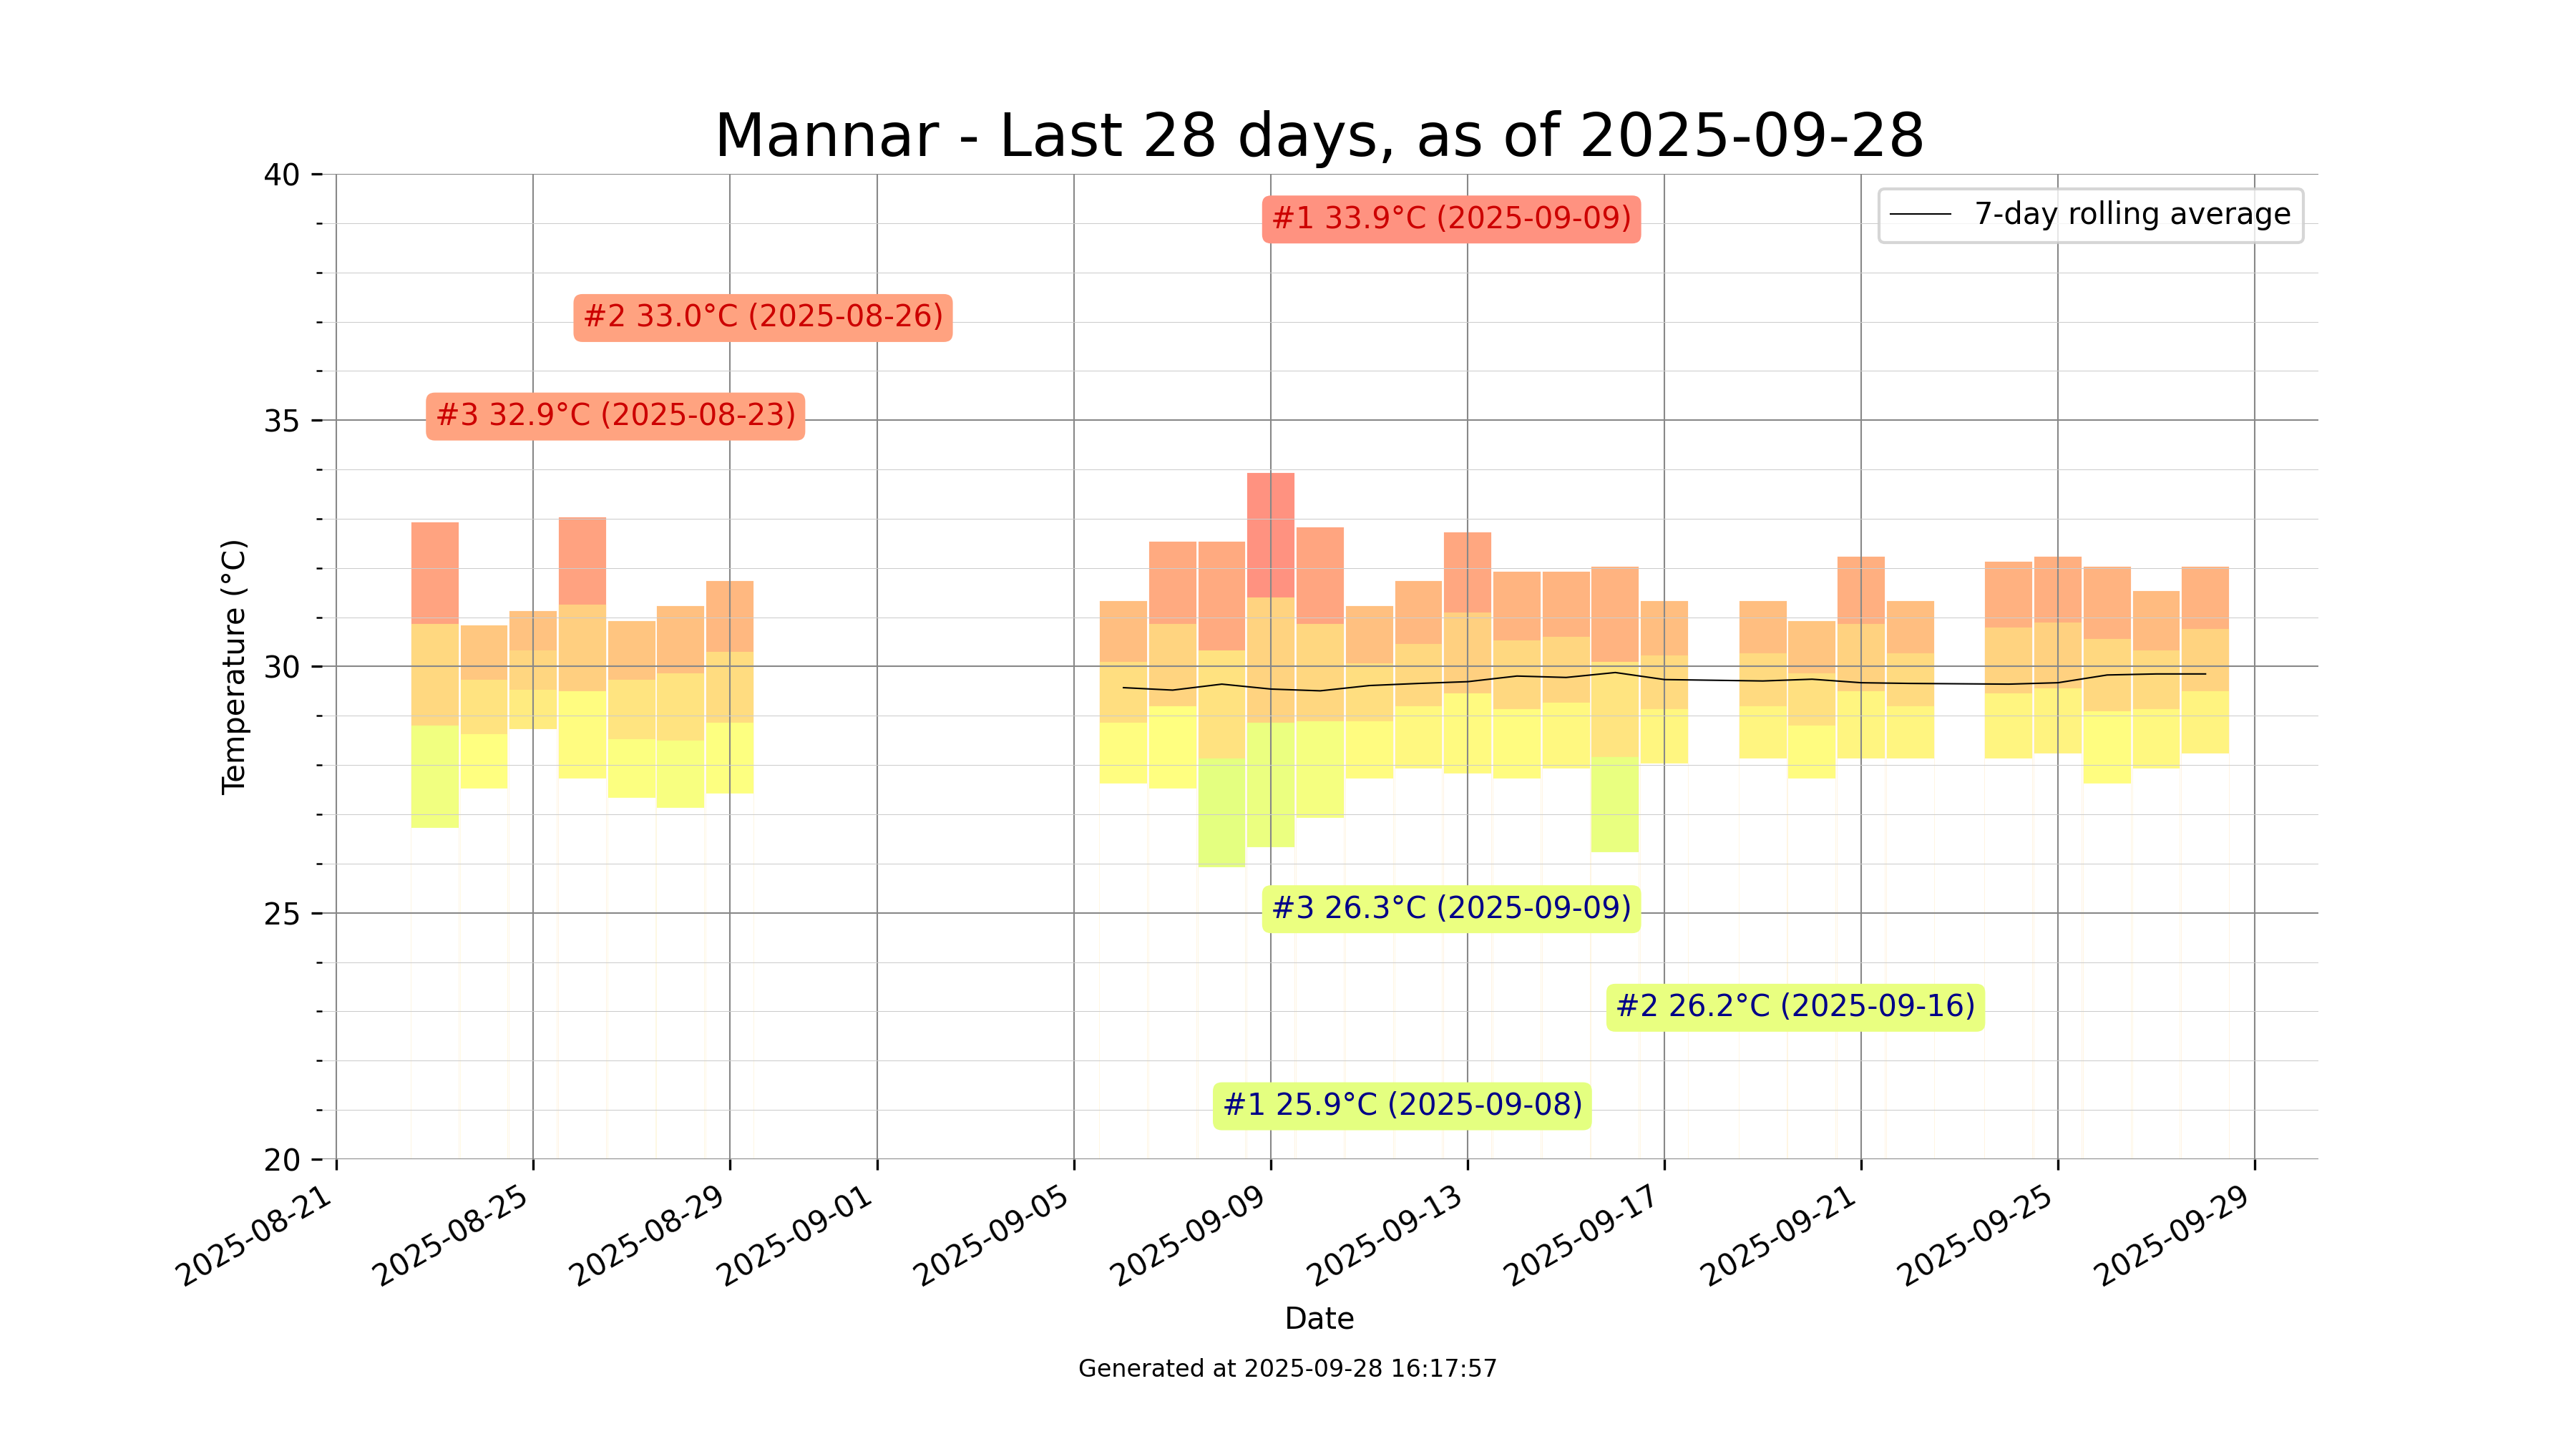 Mannar - Last 28 days, as of 2025-09-28
7-day rolling average
#1 33.9°C (2025-09-09)
#2 33.0°C (2025-08-26)
#3 32.9°C (2025-08-23)
#3 26.3°C (2025-09-09)
#2 26.2°C (2025-09-16)
#1 25.9°C (2025-09-08)
Temperature (°C)
40
35
30
25
20
2025-08-21
2025-08-25
2025-08-29
2025-09-01
2025-09-05
2025-09-09
2025-09-13
2025-09-17
2025-09-21
2025-09-25
2025-09-29
Date
Generated at 2025-09-28 16:17:57